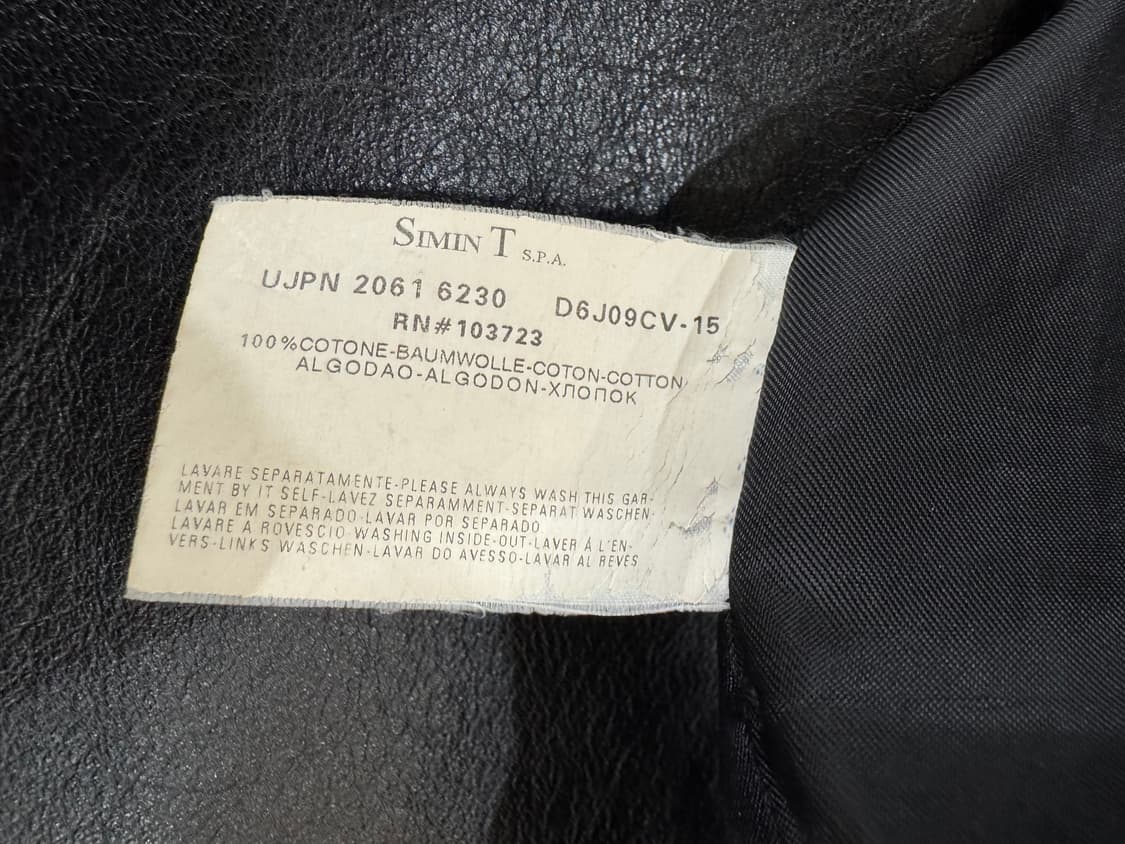 SIMIN T S.P.A.
UJPN 2061 6230 D6J09CV-15
RN#103723
100%COTONE-BAUMWOLLE-COTON-COTTON
ALGODAO-ALGODON-ХЛОПОК
LAVARE SEPARATAMENTE-PLEASE ALWAYS WASH THIS GAR-
MENT BY IT SELF-LAVEZ SEPARAMMENT-SEPARAT WASCHEN-
LAVAR EM SEPARADO-LAVAR POR SEPARADO
LAVARE A ROVESCIO-WASHING INSIDE-OUT-LAVER Á L'EN-
VERS-LINKS WASCHEN-LAVAR DO AVESSO-LAVAR AL REVÉS